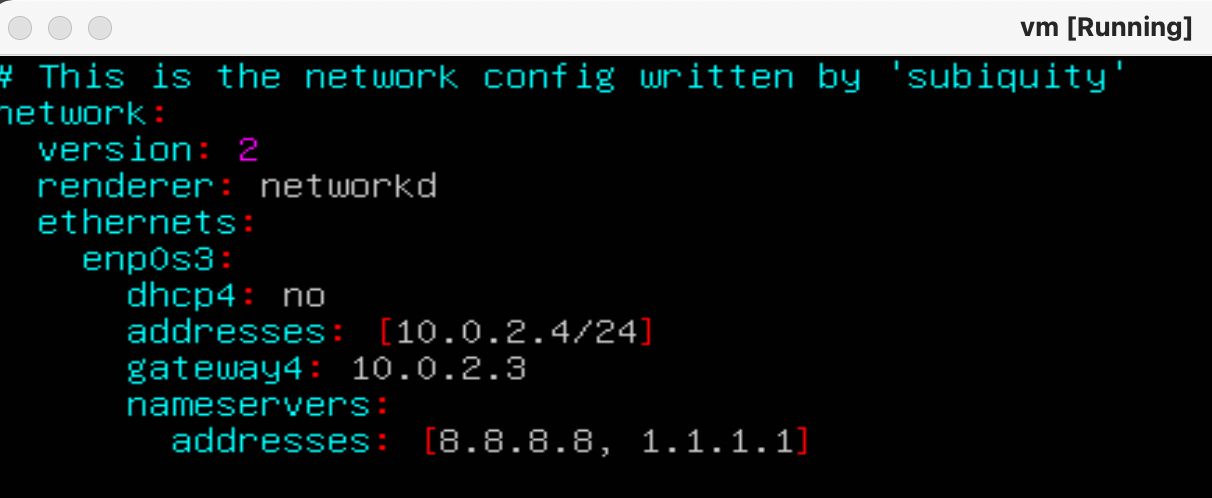 vm [Running]
# This is the network config written by 'subiquity'
network:
  version: 2
  renderer: networkd
  ethernets:
    enp0s3:
      dhcp4: no
      addresses: [10.0.2.4/24]
      gateway4: 10.0.2.3
      nameservers:
        addresses: [8.8.8.8, 1.1.1.1]